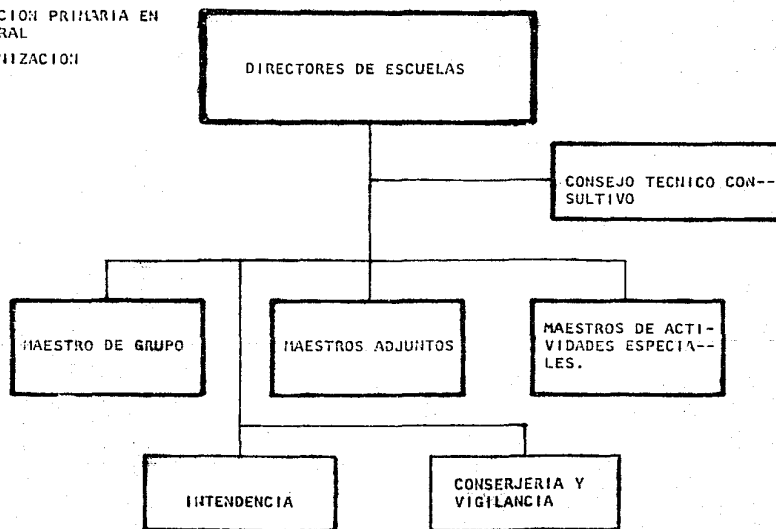 CION PRIMARIA EN
RAL
NIZACION
DIRECTORES DE ESCUELAS
CONSEJO TECNICO CON--
SULTIVO
MAESTRO DE GRUPO
MAESTROS ADJUNTOS
MAESTROS DE ACTI-
VIDADES ESPECIA--
LES.
INTENDENCIA
CONSERJERIA Y
VIGILANCIA